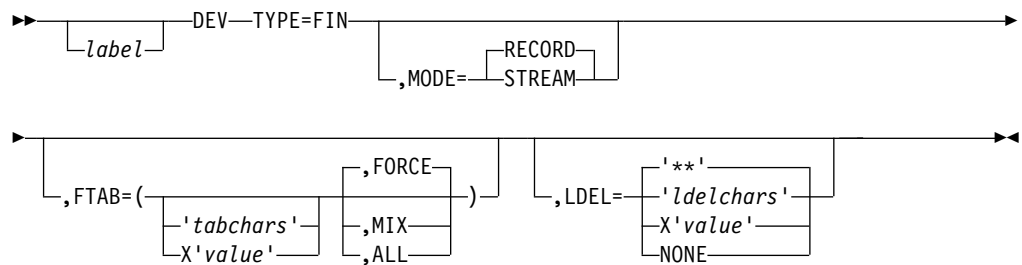 DEV TYPE=FIN
label
RECORD
,MODE= STREAM
,FORCE '**'
,FTAB=( ) ,LDEL=
'tabchars' ,MIX 'ldelchars'
X'value' ,ALL X'value'
NONE